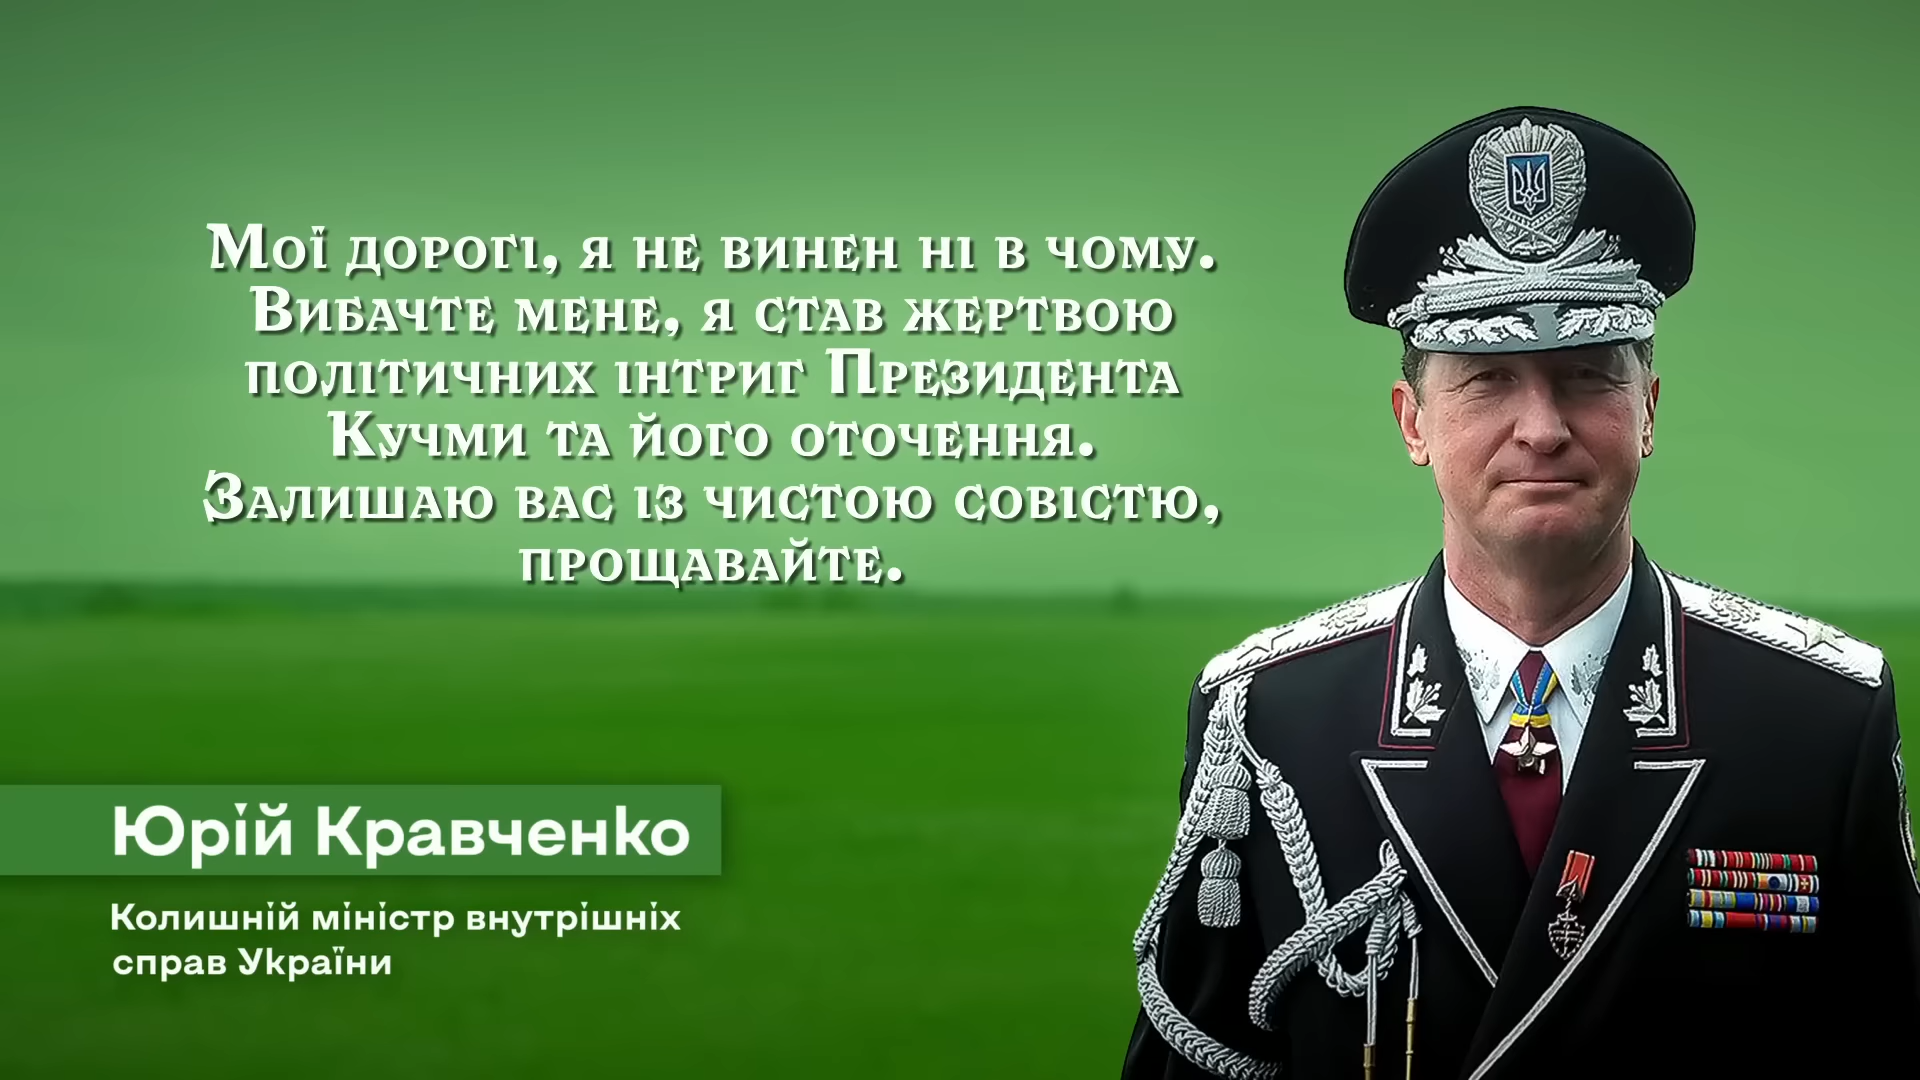 Мої дорогі, я не винен ні в чому.
Вибачте мене, я став жертвою
політичних інтриг Президента
Кучми та його оточення.
Залишаю вас із чистою совістю,
прощавайте.
Юрій Кравченко
Колишній міністр внутрішніх
справ України